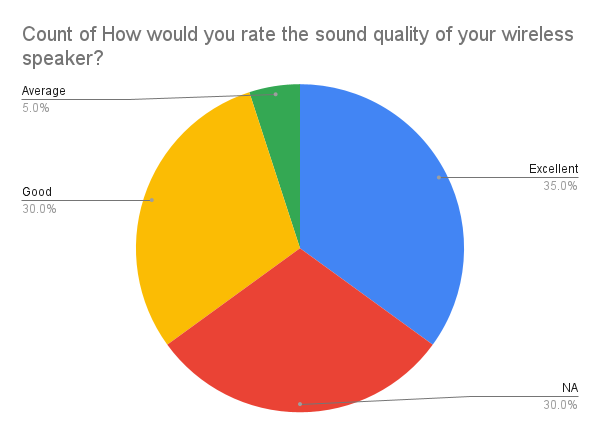 Count of How would you rate the sound quality of your wireless
speaker?
Average
5.0%
Excellent
35.0%
Good
30.0%
NA
30.0%